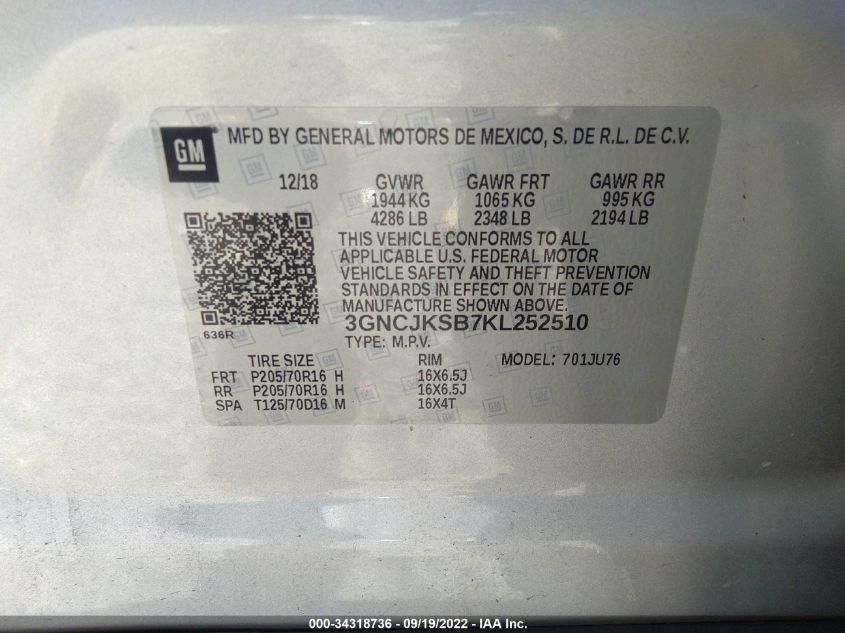 GM MFD BY GENERAL MOTORS DE MEXICO, S. DE R.L. DE C.V.
12/18 GVWR GAWR FRT GAWR RR
1944 KG 1065 KG 995 KG
4286 LB 2348 LB 2194 LB
THIS VEHICLE CONFORMS TO ALL
APPLICABLE U.S. FEDERAL MOTOR
VEHICLE SAFETY AND THEFT PREVENTION
STANDARDS IN EFFECT ON THE DATE OF
MANUFACTURE SHOWN ABOVE.
3GNCJKSB7KL252510
636R
TYPE: M.P.V.
TIRE SIZE RIM MODEL: 701JU76
FRT P205/70R16 H 16X6.5J
RR P205/70R16 H 16X6.5J
SPA T125/70D16 M 16X4T
000-34318736 - 09/19/2022 - IAA Inc.